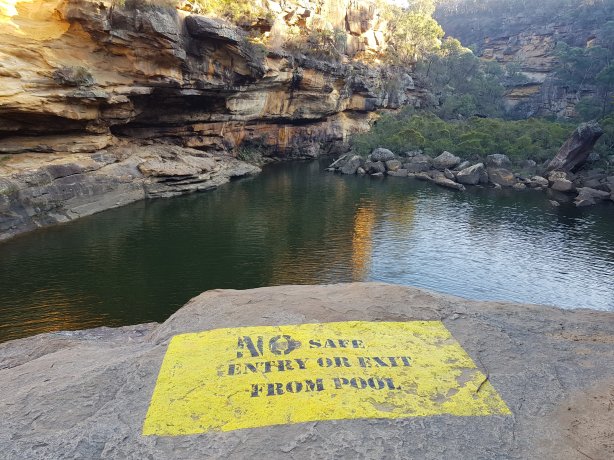 NO SAFE
ENTRY OR EXIT
FROM POOL